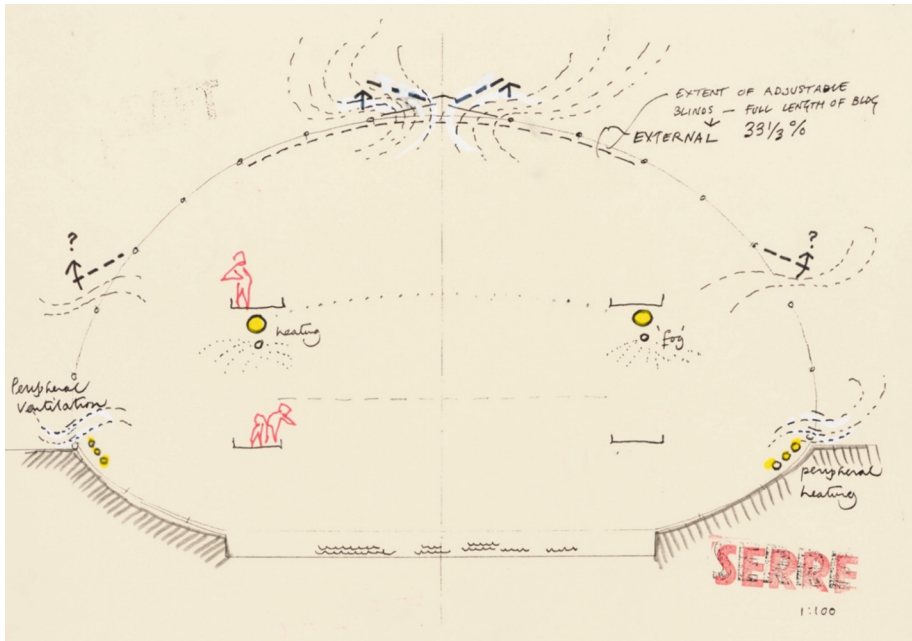 EXTENT OF ADJUSTABLE
BLINDS — FULL LENGTH OF BLDG
EXTERNAL 33 1/3 %
?
?
heating
'fog'
Peripheral
Ventilation
peripheral
heating
SERRE
1:100